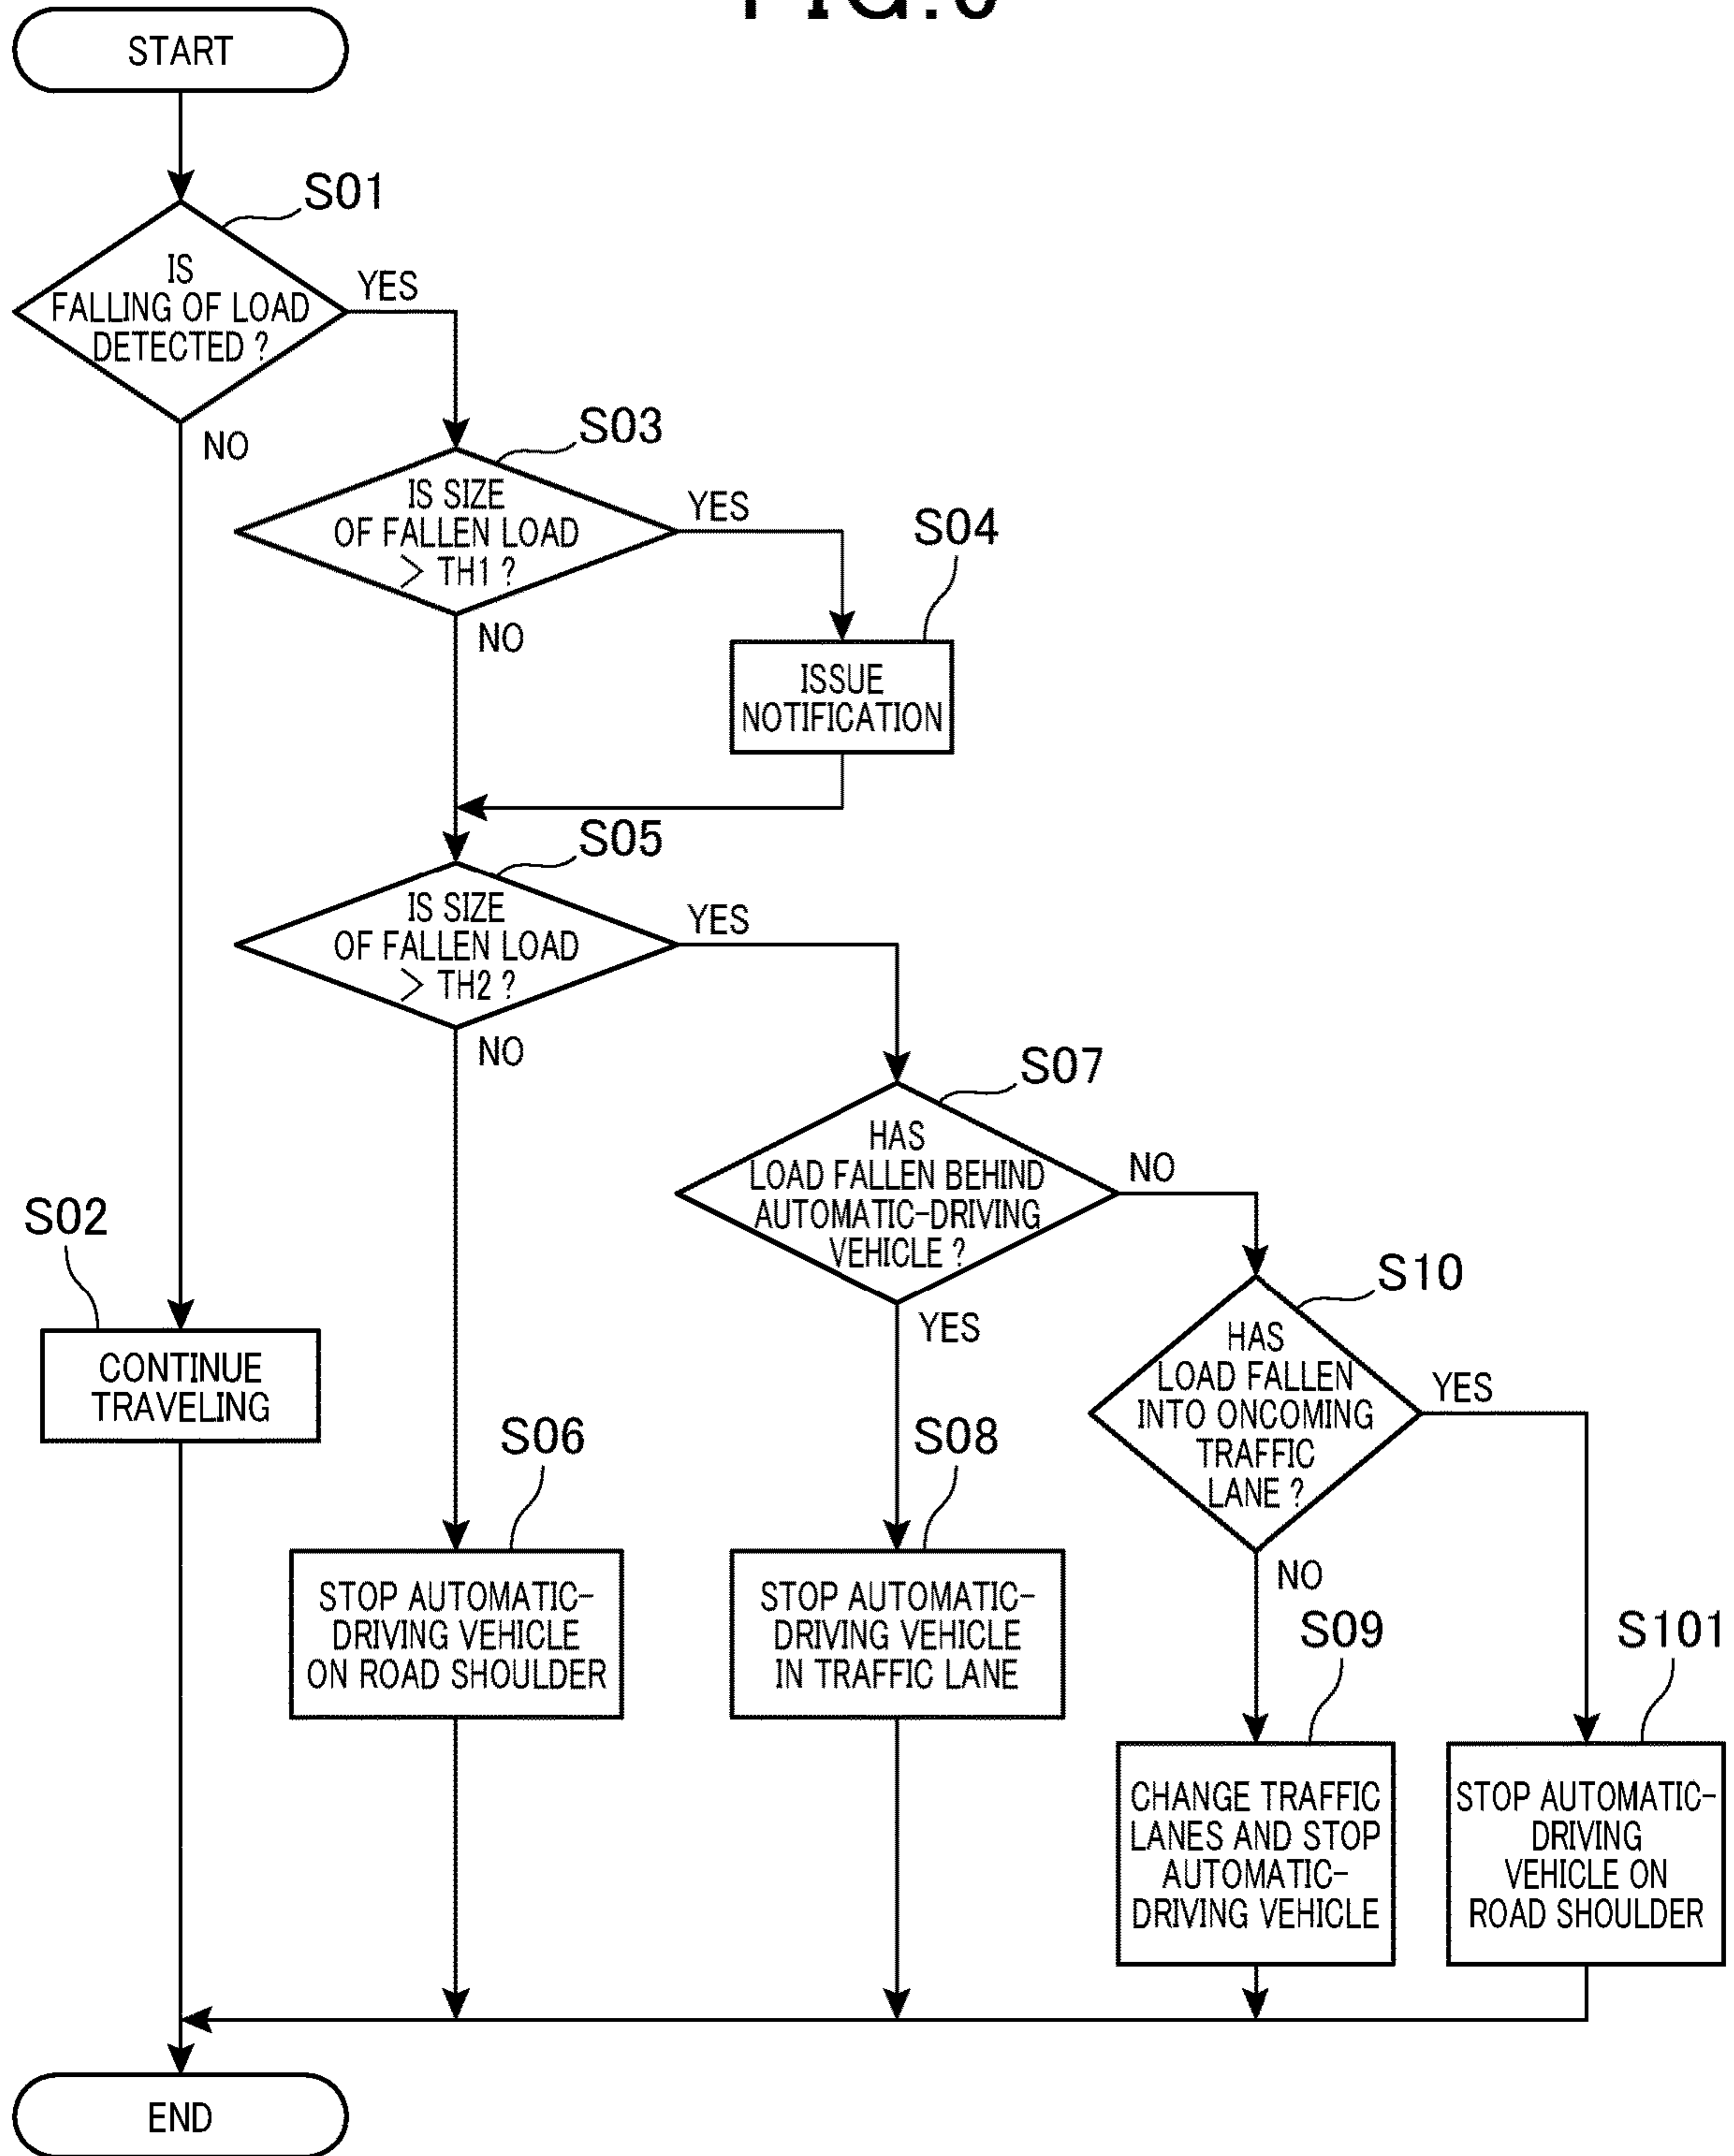 START
S01
IS
FALLING OF LOAD
DETECTED ?
YES
NO
S03
IS SIZE
OF FALLEN LOAD
> TH1 ?
YES
NO
S04
ISSUE
NOTIFICATION
S05
IS SIZE
OF FALLEN LOAD
> TH2 ?
YES
NO
S07
HAS
LOAD FALLEN BEHIND
AUTOMATIC-DRIVING
VEHICLE ?
NO
YES
S02
CONTINUE
TRAVELING
S10
HAS
LOAD FALLEN
INTO ONCOMING
TRAFFIC
LANE ?
YES
NO
S06
STOP AUTOMATIC-
DRIVING VEHICLE
ON ROAD SHOULDER
S08
STOP AUTOMATIC-
DRIVING VEHICLE
IN TRAFFIC LANE
S09
CHANGE TRAFFIC
LANES AND STOP
AUTOMATIC-
DRIVING VEHICLE
S101
STOP AUTOMATIC-
DRIVING
VEHICLE ON
ROAD SHOULDER
END